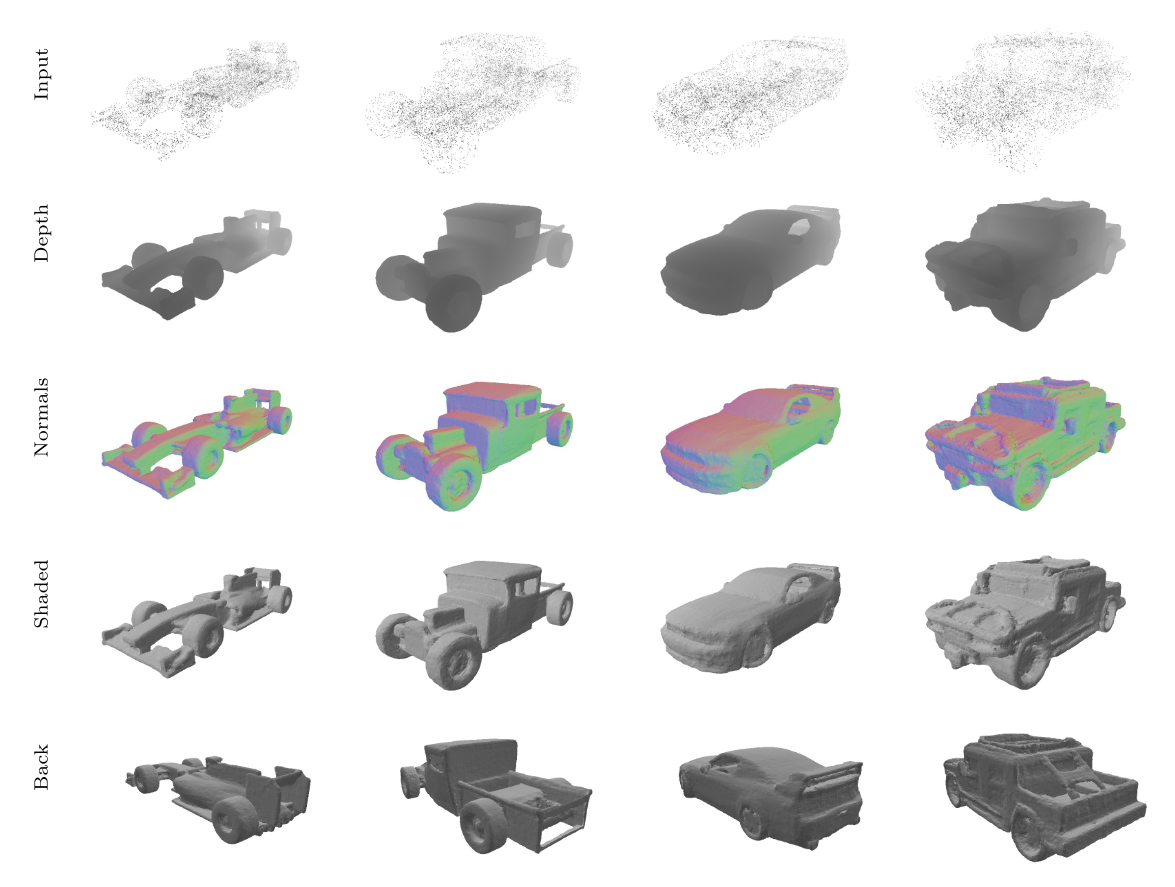 Input
Depth
Normals
Shaded
Back